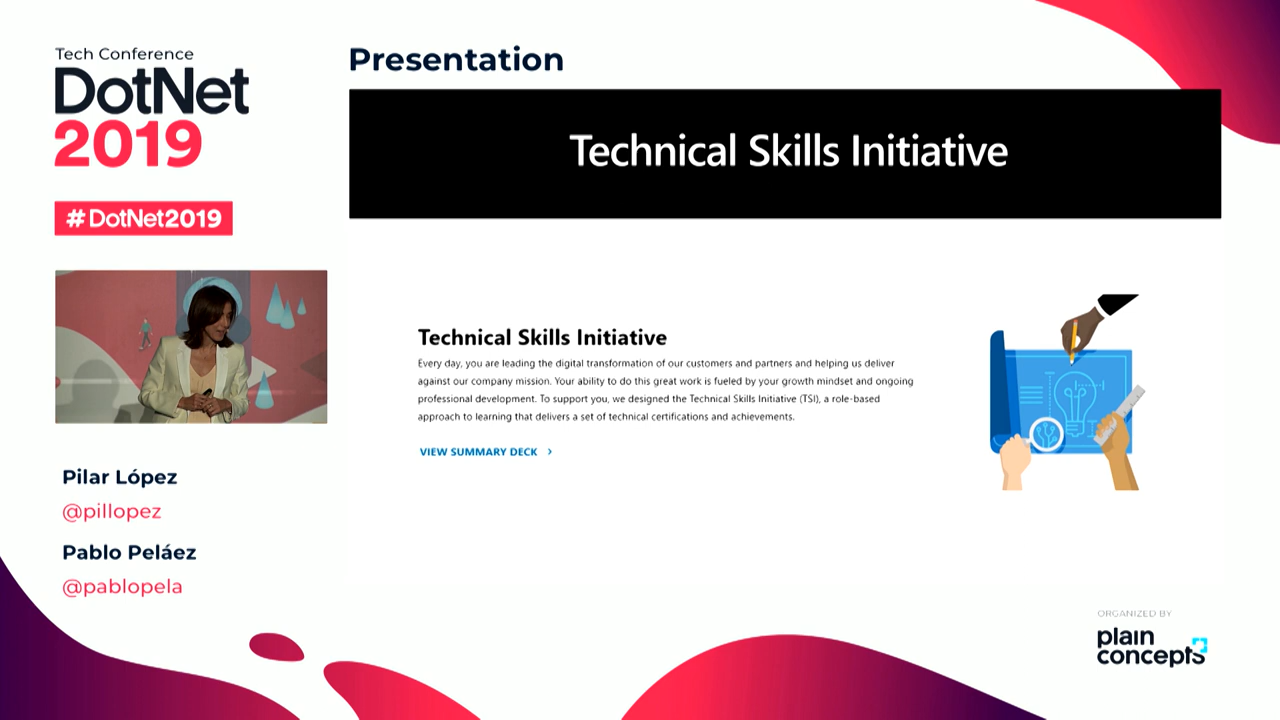 Tech Conference
DotNet
2019
#DotNet2019
Pilar López
@pillopez
Pablo Peláez
@pablopela
Presentation
Technical Skills Initiative
Technical Skills Initiative
Every day, you are leading the digital transformation of our customers and partners and helping us deliver
against our company mission. Your ability to do this great work is fueled by your growth mindset and ongoing
professional development. To support you, we designed the Technical Skills Initiative (TSI), a role-based
approach to learning that delivers a set of technical certifications and achievements.
VIEW SUMMARY DECK >
ORGANIZED BY
plain
concepts